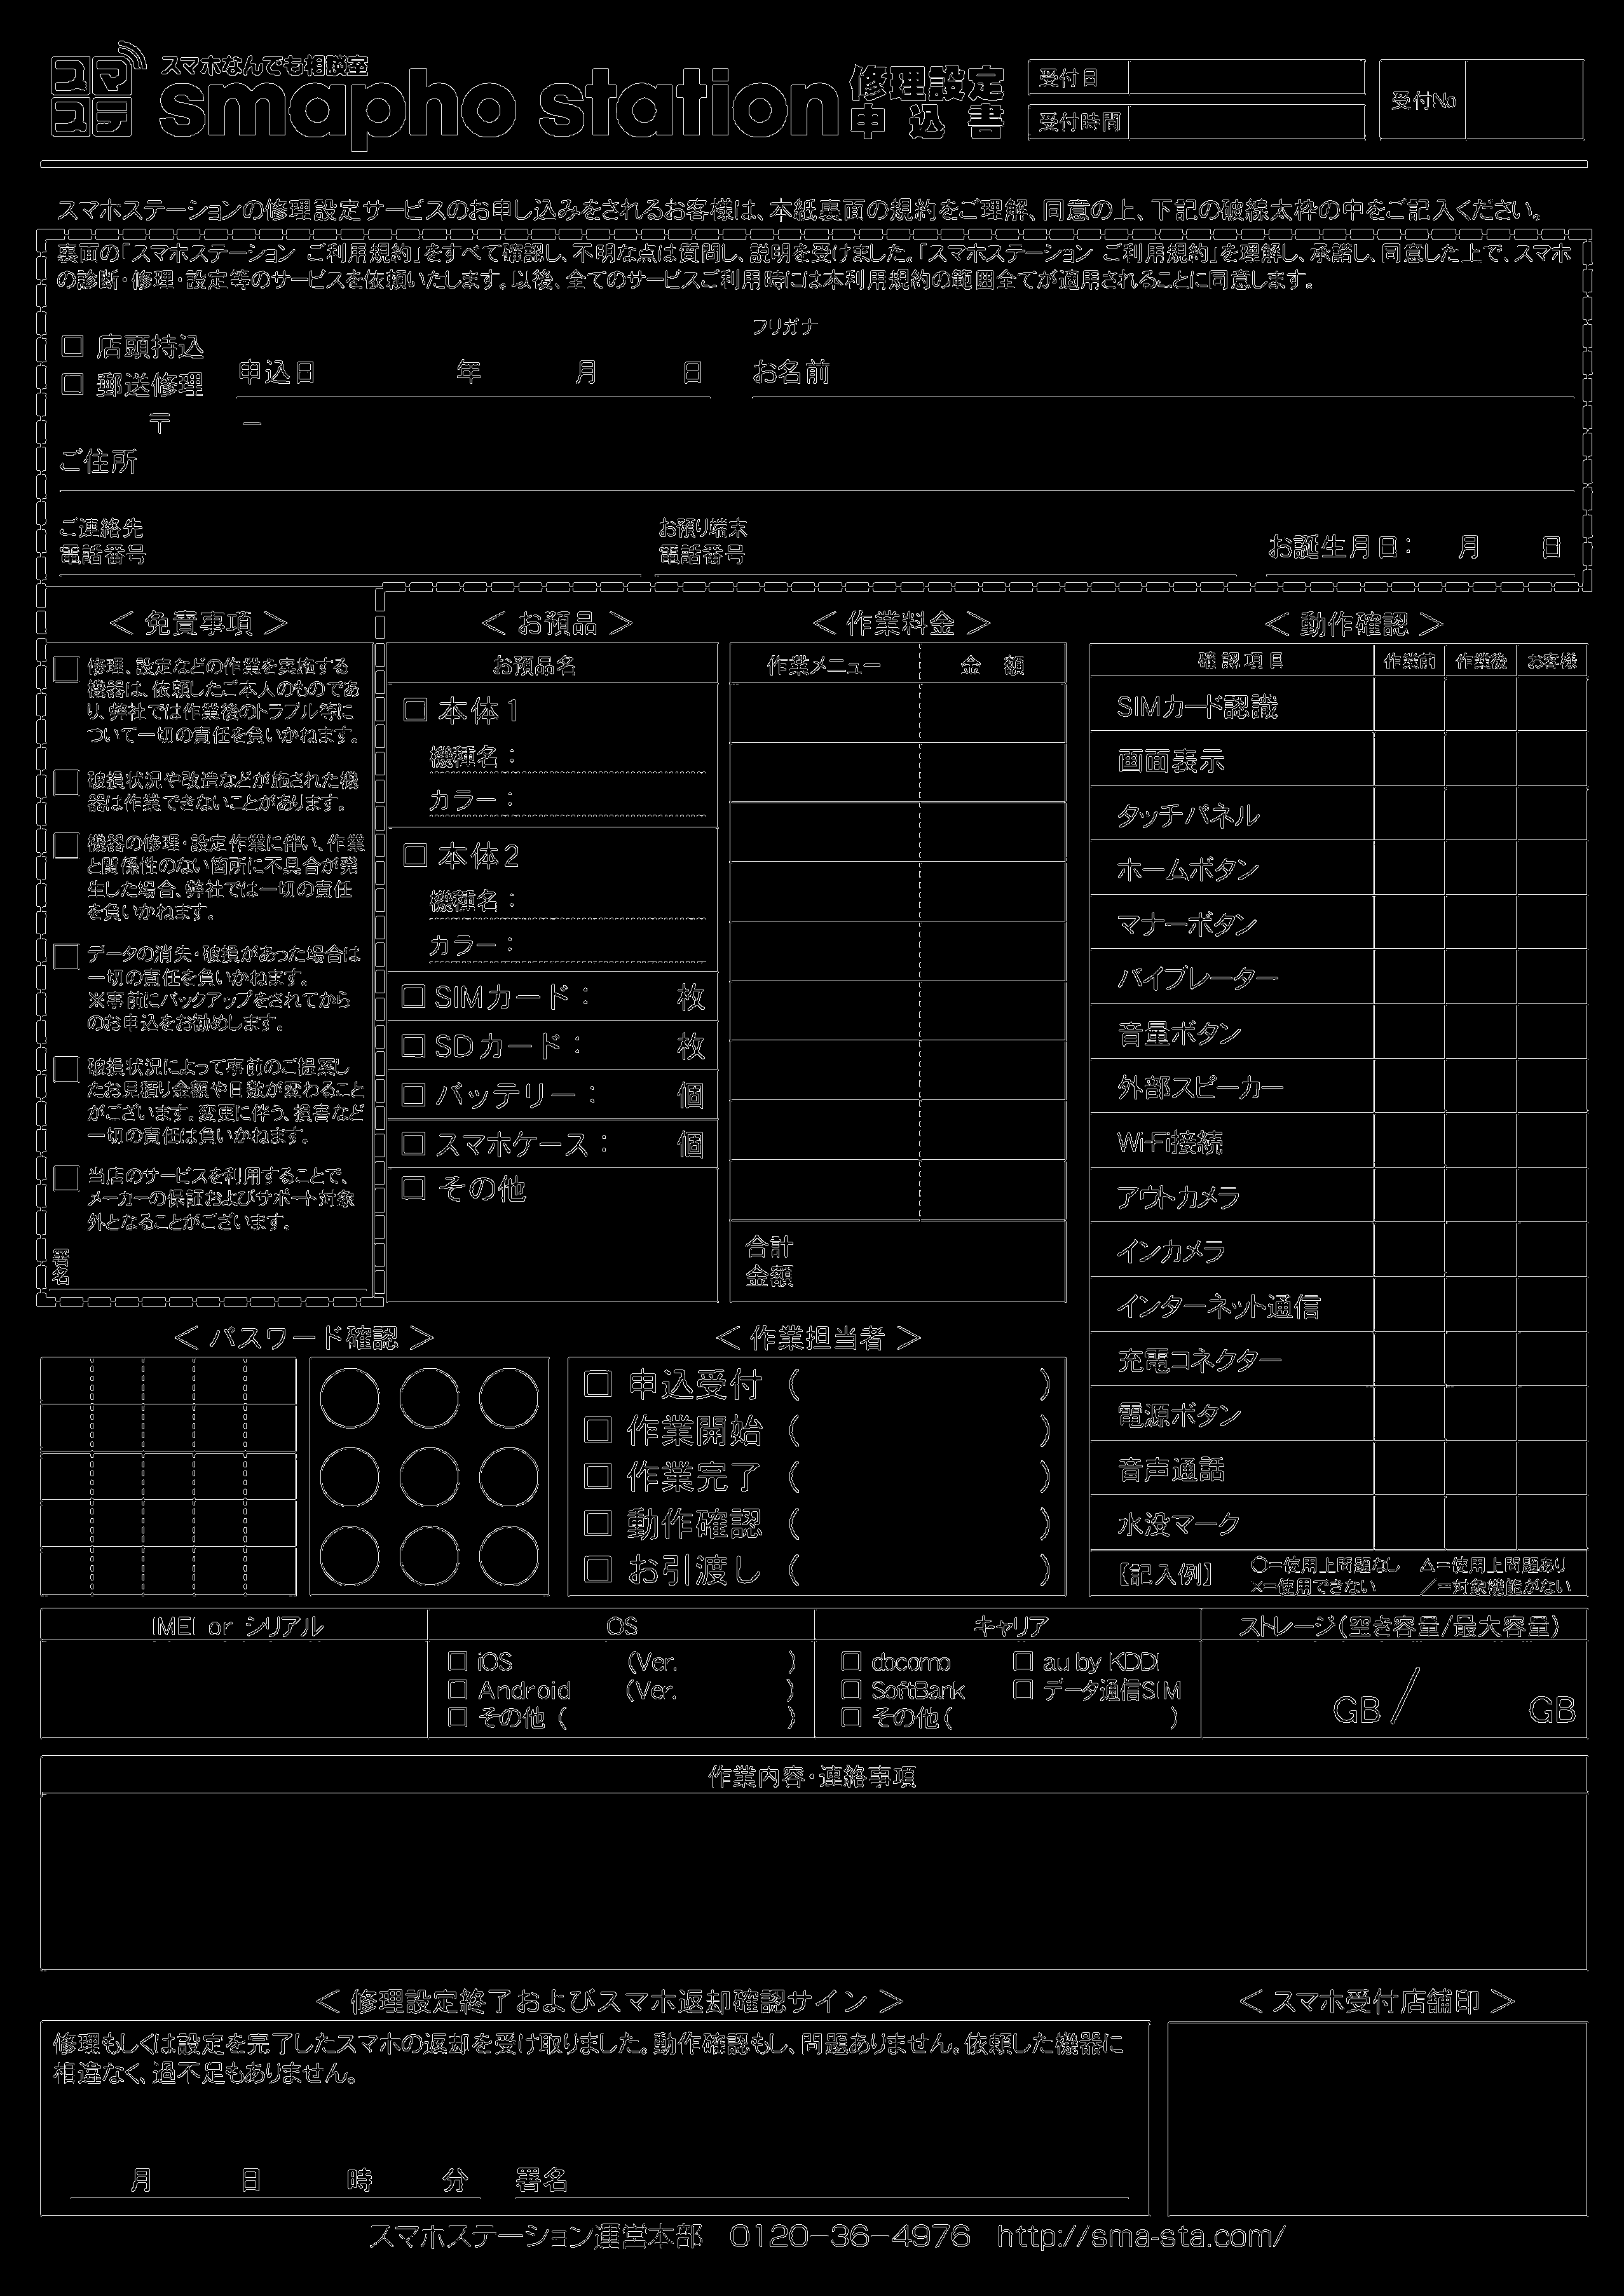 スマステ
スマホなんでも相談室
smapho station
修理設定
申込書
受付日
受付時間
受付No
スマホステーションの修理設定サービスのお申し込みをされるお客様は、本紙裏面の規約をご理解、同意の上、下記の破線太枠の中をご記入ください。
裏面の「スマホステーション ご利用規約」をすべて確認し、不明な点は質問し、説明を受けました。「スマホステーション ご利用規約」を理解し、承諾し、同意した上で、スマホ
の診断・修理・設定等のサービスを依頼いたします。以後、全てのサービスご利用時には本利用規約の範囲全てが適用されることに同意します。
□ 店頭持込
□ 郵送修理
申込日 年 月 日
フリガナ
お名前
〒 −
ご住所
ご連絡先
電話番号
お預り端末
電話番号
お誕生月日: 月 日
＜ 免責事項 ＞
□ 修理、設定などの作業を実施する
機器は、依頼したご本人のものであ
り、弊社では作業後のトラブル等に
ついて一切の責任を負いかねます。
□ 破損状況や改造などが施された機
器は作業できないことがあります。
□ 機器の修理・設定作業に伴い、作業
と関係性のない箇所に不具合が発
生した場合、弊社では一切の責任
を負いかねます。
□ データの消失・破損があった場合は
一切の責任を負いかねます。
※事前にバックアップをされてから
のお申込をお勧めします。
□ 破損状況によって事前のご提案し
たお見積り金額や日数が変わること
がございます。変更に伴う、損害など
一切の責任は負いかねます。
□ 当店のサービスを利用することで、
メーカーの保証およびサポート対象
外となることがございます。
署名
＜ お預品 ＞
お預品名
□ 本体1
機種名:
カラー:
□ 本体2
機種名:
カラー:
□ SIMカード: 枚
□ SDカード: 枚
□ バッテリー: 個
□ スマホケース: 個
□ その他
＜ 作業料金 ＞
作業メニュー 金額
合計
金額
＜ 動作確認 ＞
確認項目 作業前 作業後 お客様
SIMカード認識
画面表示
タッチパネル
ホームボタン
マナーボタン
バイブレーター
音量ボタン
外部スピーカー
Wi-Fi接続
アウトカメラ
インカメラ
インターネット通信
充電コネクター
電源ボタン
音声通話
水没マーク
[記入例] ○=使用上問題なし △=使用上問題あり
×=使用できない ／=対象機能がない
＜ パスワード確認 ＞
＜ 作業担当者 ＞
□ 申込受付 ( )
□ 作業開始 ( )
□ 作業完了 ( )
□ 動作確認 ( )
□ お引渡し ( )
IMEI or シリアル
OS
□ iOS (Ver. )
□ Android (Ver. )
□ その他 ( )
キャリア
□ docomo □ au by KDDI
□ SoftBank □ データ通信SIM
□ その他( )
ストレージ(空き容量/最大容量)
GB / GB
作業内容・連絡事項
＜ 修理設定終了およびスマホ返却確認サイン ＞
修理もしくは設定を完了したスマホの返却を受け取りました。動作確認もし、問題ありません。依頼した機器に
相違なく、過不足もありません。
月 日 時 分 署名
＜ スマホ受付店舗印 ＞
スマホステーション運営本部 0120-36-4976 http://sma-sta.com/